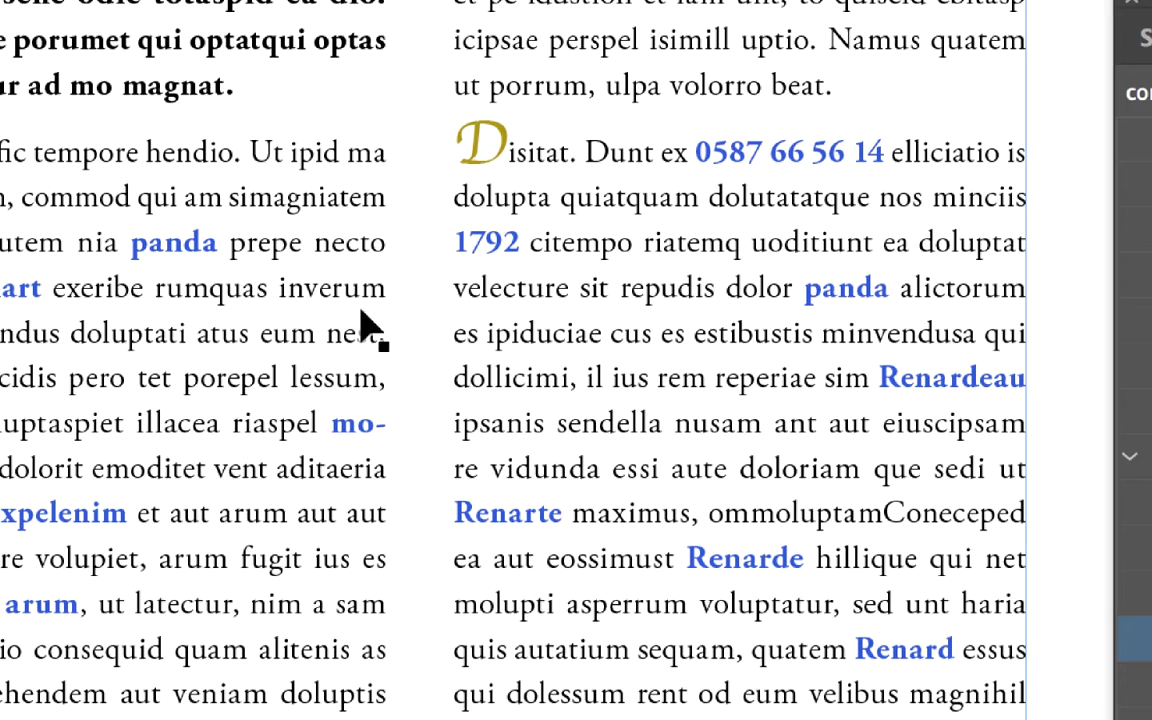 porumet qui optatqui optas
ad mo magnat.
tempore hendio. Ut ipid ma
commod qui am simagniatem
utem nia panda prepe necto
art exeribe rumquas inverum
ndus doluptati atus eum
cidis pero tet porepel lessum,
uptaspiet illacea riaspel mo-
dolorit emoditet vent aditaeria
xpelenim et aut arum aut aut
re volupiet, arum fugit ius es
arum, ut latectur, nim a sam
io consequid quam alitenis as
ehendem aut veniam doluptis
icipsae perspel isimill uptio. Namus quatem
ut porrum, ulpa volorro beat.
Disitat. Dunt ex 0587 66 56 14 elliciatio is
dolupta quiatquam dolutatatque nos minciis
1792 citempo riatemq uoditiunt ea doluptat
velecture sit repudis dolor panda alictorum
es ipiduciae cus es estibustis minvendusa qui
dollicimi, il ius rem reperiae sim Renardeau
ipsanis sendella nusam ant aut eiuscipsam
re vidunda essi aute doloriam que sedi ut
Renarte maximus, ommoluptamConeceped
ea aut eossimust Renarde hillique qui net
molupti asperrum voluptatur, sed unt haria
quis autatium sequam, quatem Renard essus
qui dolessum rent od eum velibus magnihil